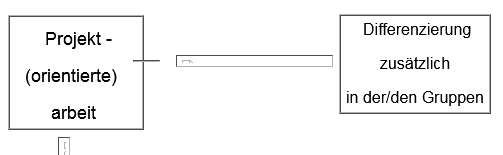 Projekt -
(orientierte)
arbeit
Differenzierung
zusätzlich
in der/den Gruppen